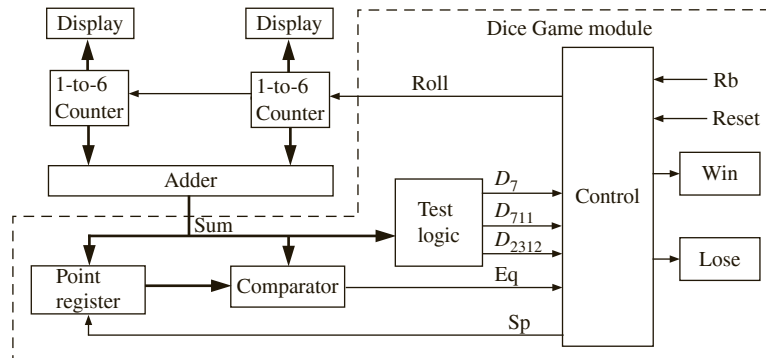 Display
Display
Dice Game module
1-to-6
Counter
1-to-6
Counter
Roll
Rb
Reset
Adder
Sum
Test
logic
D7
D711
D2312
Control
Win
Lose
Point
register
Comparator
Eq
Sp